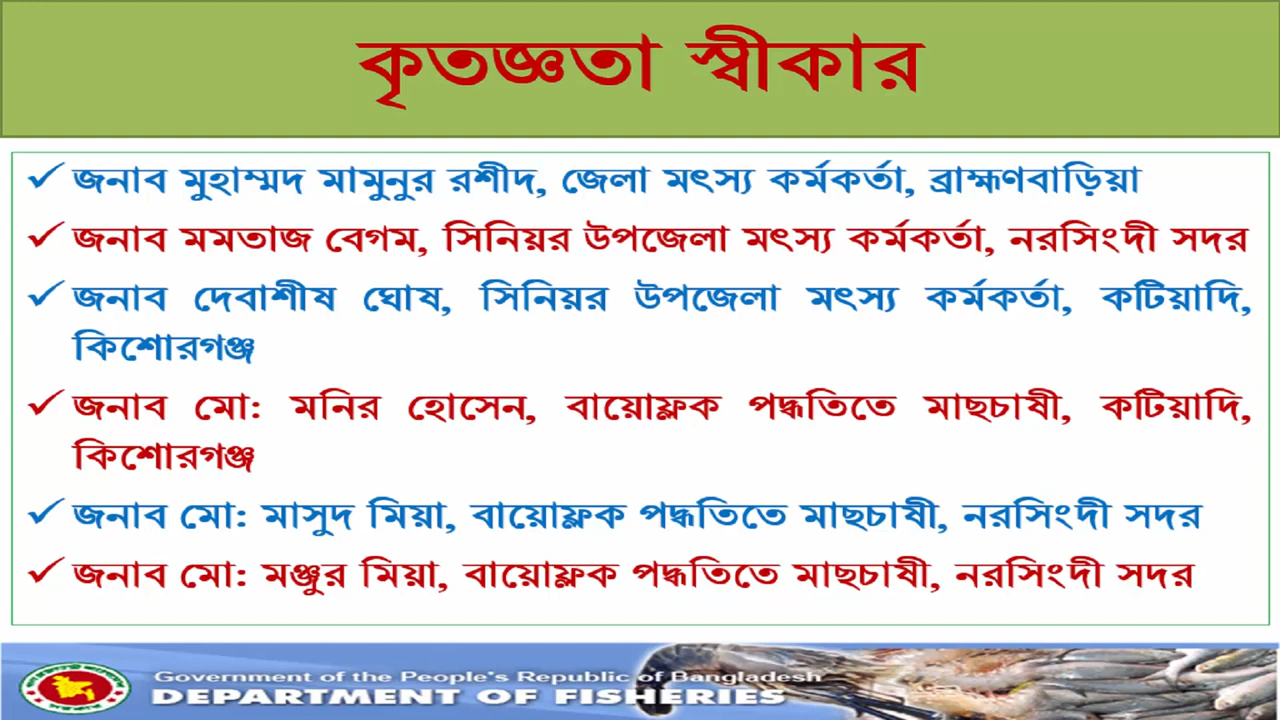 কৃতজ্ঞতা স্বীকার
✓ জনাব মুহাম্মদ মামুনুর রশীদ, জেলা মৎস্য কর্মকর্তা, ব্রাহ্মণবাড়িয়া
✓ জনাব মমতাজ বেগম, সিনিয়র উপজেলা মৎস্য কর্মকর্তা, নরসিংদী সদর
✓ জনাব দেবাশীষ ঘোষ, সিনিয়র উপজেলা মৎস্য কর্মকর্তা, কটিয়াদি,
কিশোরগঞ্জ
✓ জনাব মো: মনির হোসেন, বায়োফ্লক পদ্ধতিতে মাছচাষী, কটিয়াদি,
কিশোরগঞ্জ
✓ জনাব মো: মাসুদ মিয়া, বায়োফ্লক পদ্ধতিতে মাছচাষী, নরসিংদী সদর
✓ জনাব মো: মঞ্জুর মিয়া, বায়োফ্লক পদ্ধতিতে মাছচাষী, নরসিংদী সদর
Government of the People's Republic of Bangladesh
DEPARTMENT OF FISHERIES